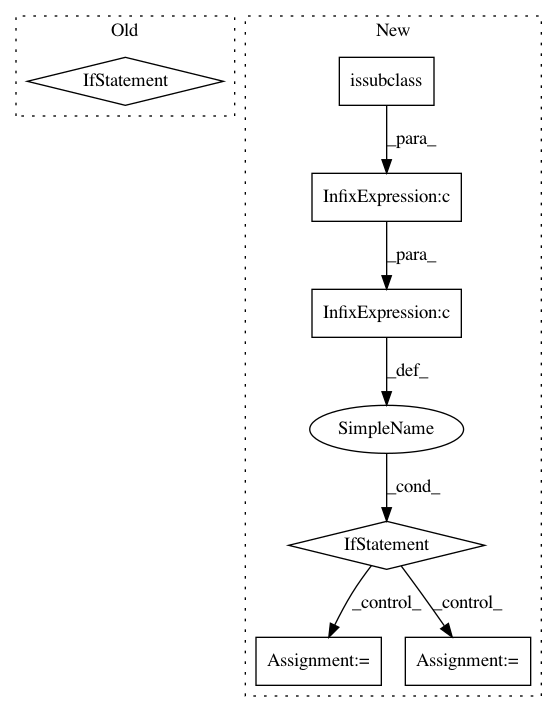 Old
New
IfStatement
issubclass
_para_
InfixExpression:c
_para_
InfixExpression:c
_def_
SimpleName
_cond_
IfStatement
_control_
_control_
Assignment:=
Assignment:=